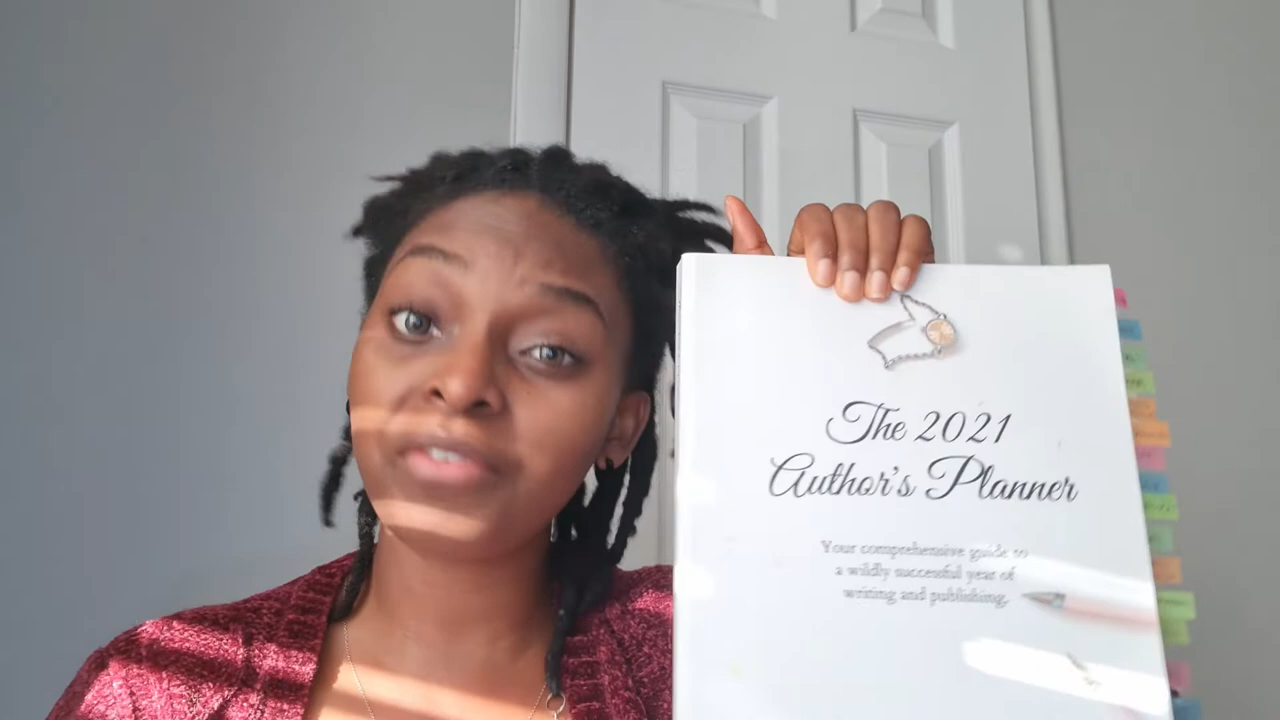 The 2021
Author's Planner
Your comprehensive guide to
a wildly successful year of
writing and publishing.